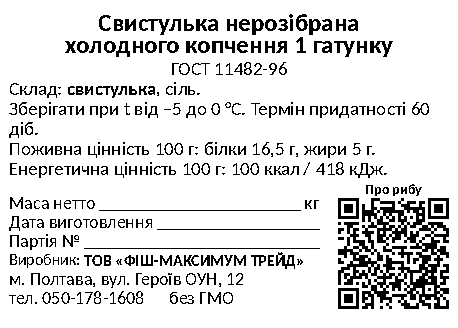 Свистулька нерозібрана
холодного копчення 1 гатунку
ГОСТ 11482-96
Склад: свистулька, сіль.
Зберігати при t від –5 до 0 °С. Термін придатності 60
діб.
Поживна цінність 100 г: білки 16,5 г, жири 5 г.
Енергетична цінність 100 г: 100 ккал / 418 кДж.
Про рибу
Маса нетто ______________________ кг
Дата виготовлення __________________
Партія № __________________________
Виробник: ТОВ «ФІШ-МАКСИМУМ ТРЕЙД»
м. Полтава, вул. Героїв ОУН, 12
тел. 050-178-1608 без ГМО